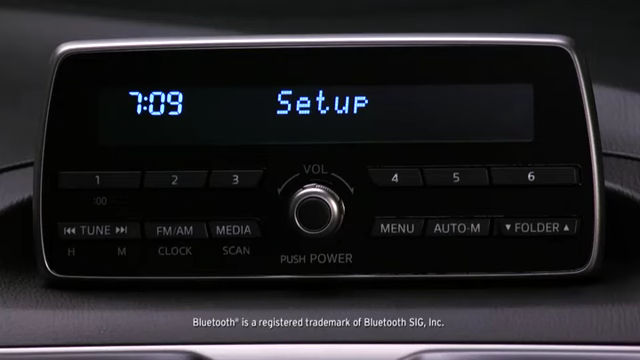 7:09 Setup
VOL
1 2 3 4 5 6
:00
TUNE FM/AM MEDIA MENU AUTO-M ▼ FOLDER ▲
H M CLOCK SCAN
PUSH POWER
Bluetooth® is a registered trademark of Bluetooth SIG, Inc.